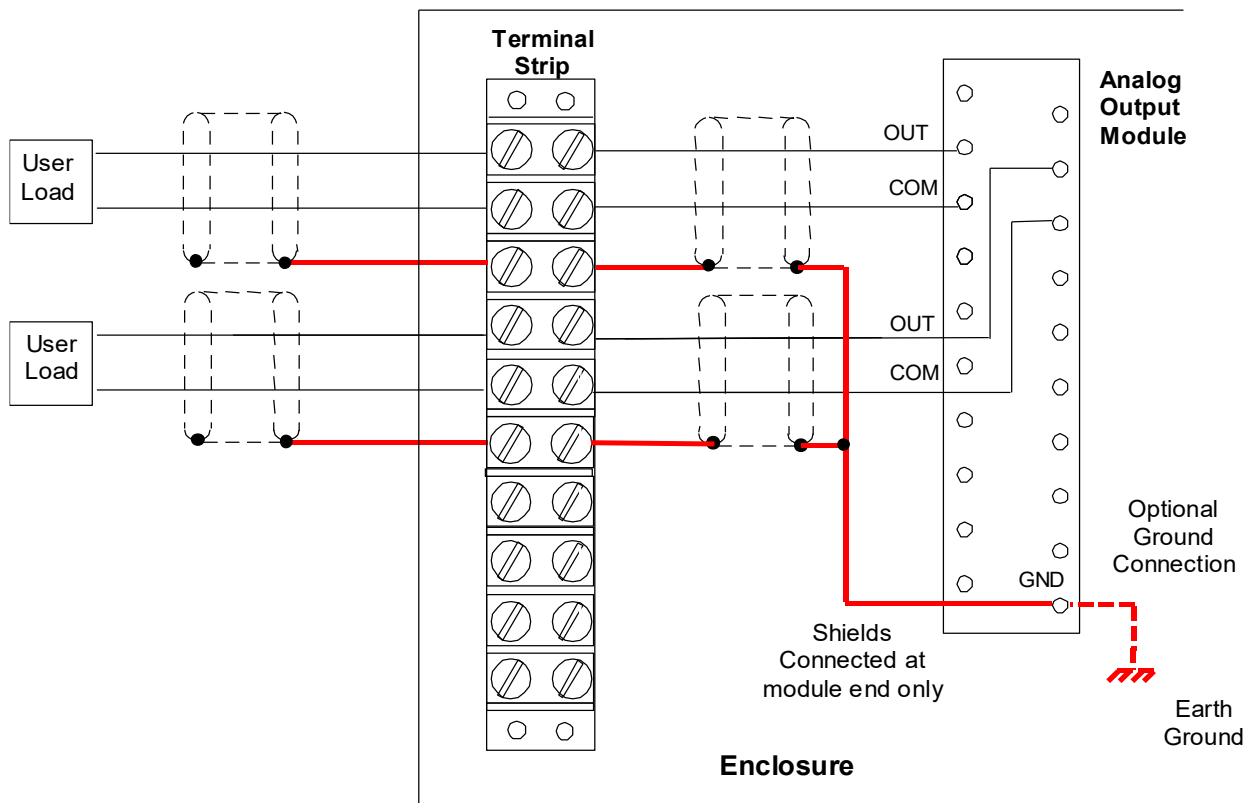 Terminal
Strip
Analog
Output
Module
OUT
User
Load
COM
OUT
User
Load
COM
Optional
Ground
Connection
GND
Shields
Connected at
module end only
Earth
Ground
Enclosure